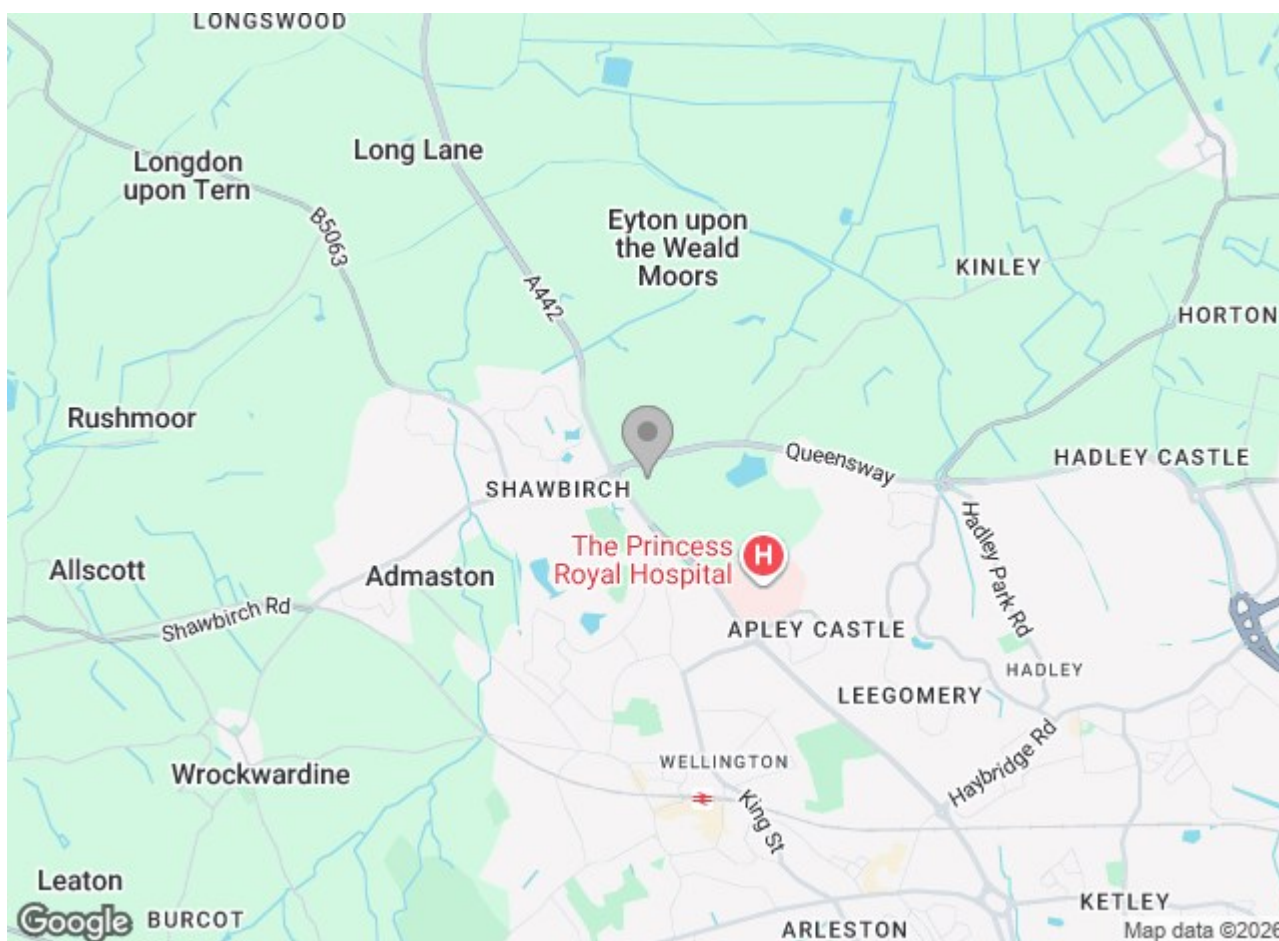 LONGSWOOD
Long Lane
Longdon
upon Tern
B5063
A442
Eyton upon
the Weald
Moors
KINLEY
HORTON
Rushmoor
Queensway
HADLEY CASTLE
SHAWBIRCH
Hadley Park Rd
The Princess
Royal Hospital
H
Allscott
Admaston
Shawbirch Rd
APLEY CASTLE
HADLEY
LEEGOMERY
Haybridge Rd
WELLINGTON
Wrockwardine
King St
Leaton
KETLEY
Google
BURCOT
ARLESTON
Map data ©2026